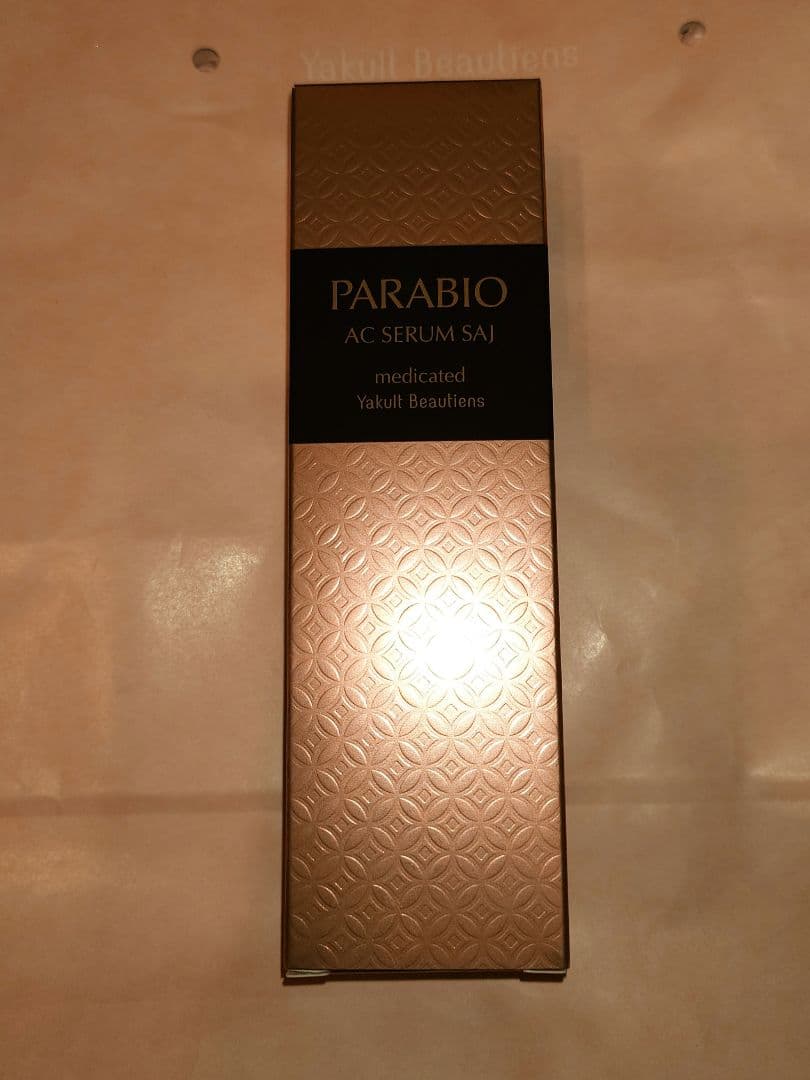 Yakult Beautiens
PARABIO
AC SERUM SAJ
medicated
Yakult Beautiens